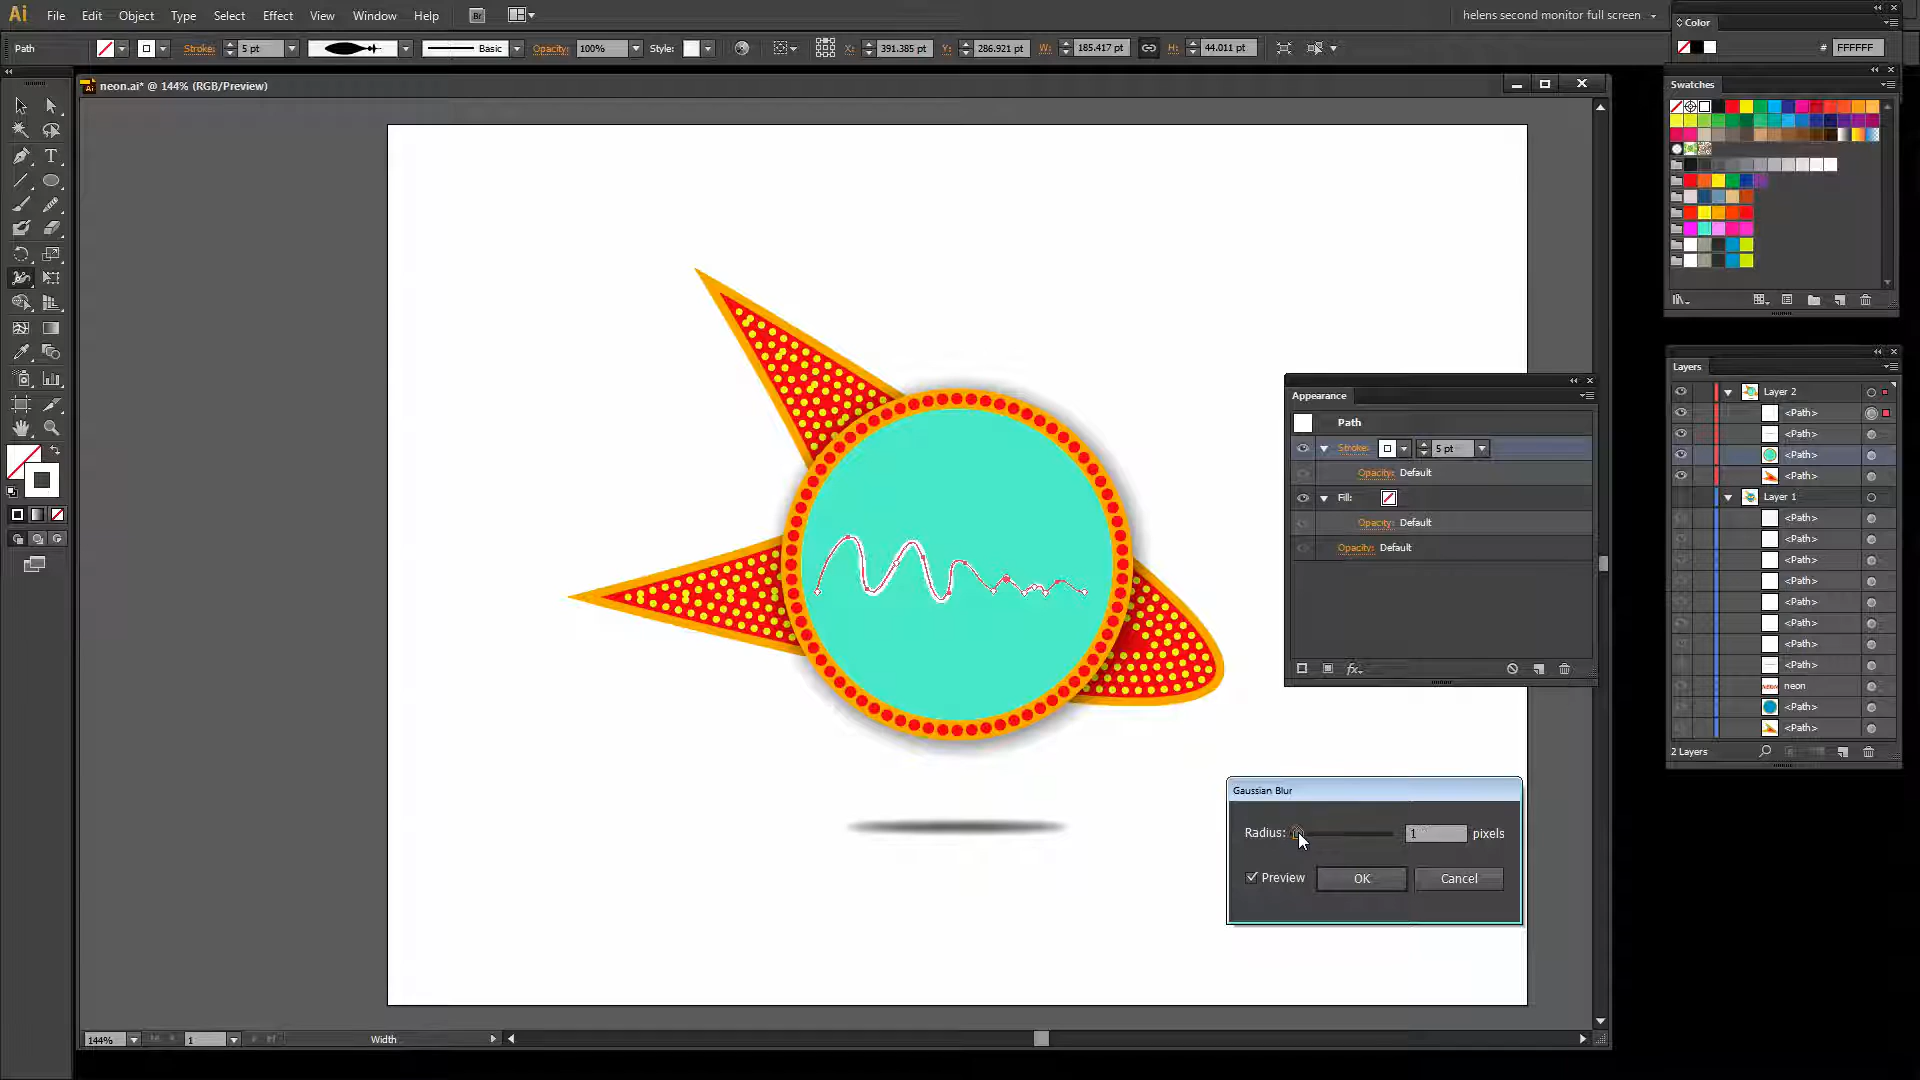 Ai File Edit Object Type Select Effect View Window Help Br helens second monitor full screen
Path Stroke: 5 pt Basic Opacity: 100% Style: X: 391.385 pt Y: 286.921 pt W: 185.417 pt H: 44.011 pt
Color
# FFFFFF
neon.ai* @ 144% (RGB/Preview)
Swatches
Layers
Layer 2
<Path>
<Path>
<Path>
<Path>
Layer 1
<Path>
<Path>
<Path>
<Path>
<Path>
<Path>
<Path>
<Path>
neon
<Path>
<Path>
2 Layers
Appearance
Path
Stroke: 5 pt
Opacity: Default
Fill:
Opacity: Default
Opacity: Default
fx
Gaussian Blur
Radius: 1 pixels
Preview OK Cancel
144% 1 Width